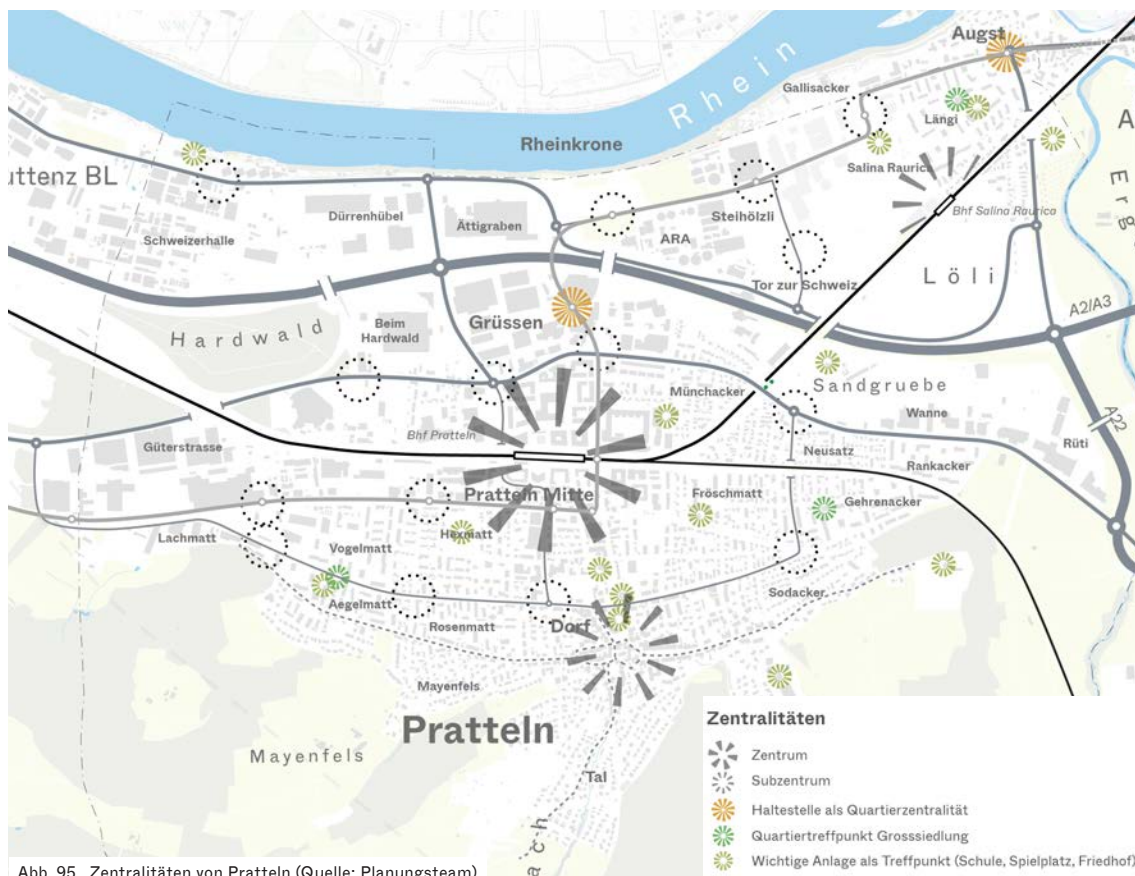 Augst
Rhein
Gallisacker
Längi
A
Rheinkrone
Salina Raurica
uttenz BL
Erg
Dürrenhübel
Ättigraben
Steihölzli
Bhf Salina Raurica
Schweizerhalle
ARA
Tor zur Schweiz
Löli
A2/A3
Hardwald
Beim
Hardwald
Grüssen
Münchacker
Sandgruebe
Wanne
A22
Güterstrasse
Bhf Pratteln
Neusatz
Rüti
Rankacker
Pratteln Mitte
Fröschmatt
Gehrenacker
Lachmatt
Vogelmatt
Hexmatt
Aegelmatt
Rosenmatt
Dorf
Sodacker
Mayenfels
Pratteln
Mayenfels
Tal
ach
Zentralitäten
Zentrum
Subzentrum
Haltestelle als Quartierzentralität
Quartiertreffpunkt Grosssiedlung
Wichtige Anlage als Treffpunkt (Schule, Spielplatz, Friedhof)
Abb. 95 Zentralitäten von Pratteln (Quelle: Planungsteam)